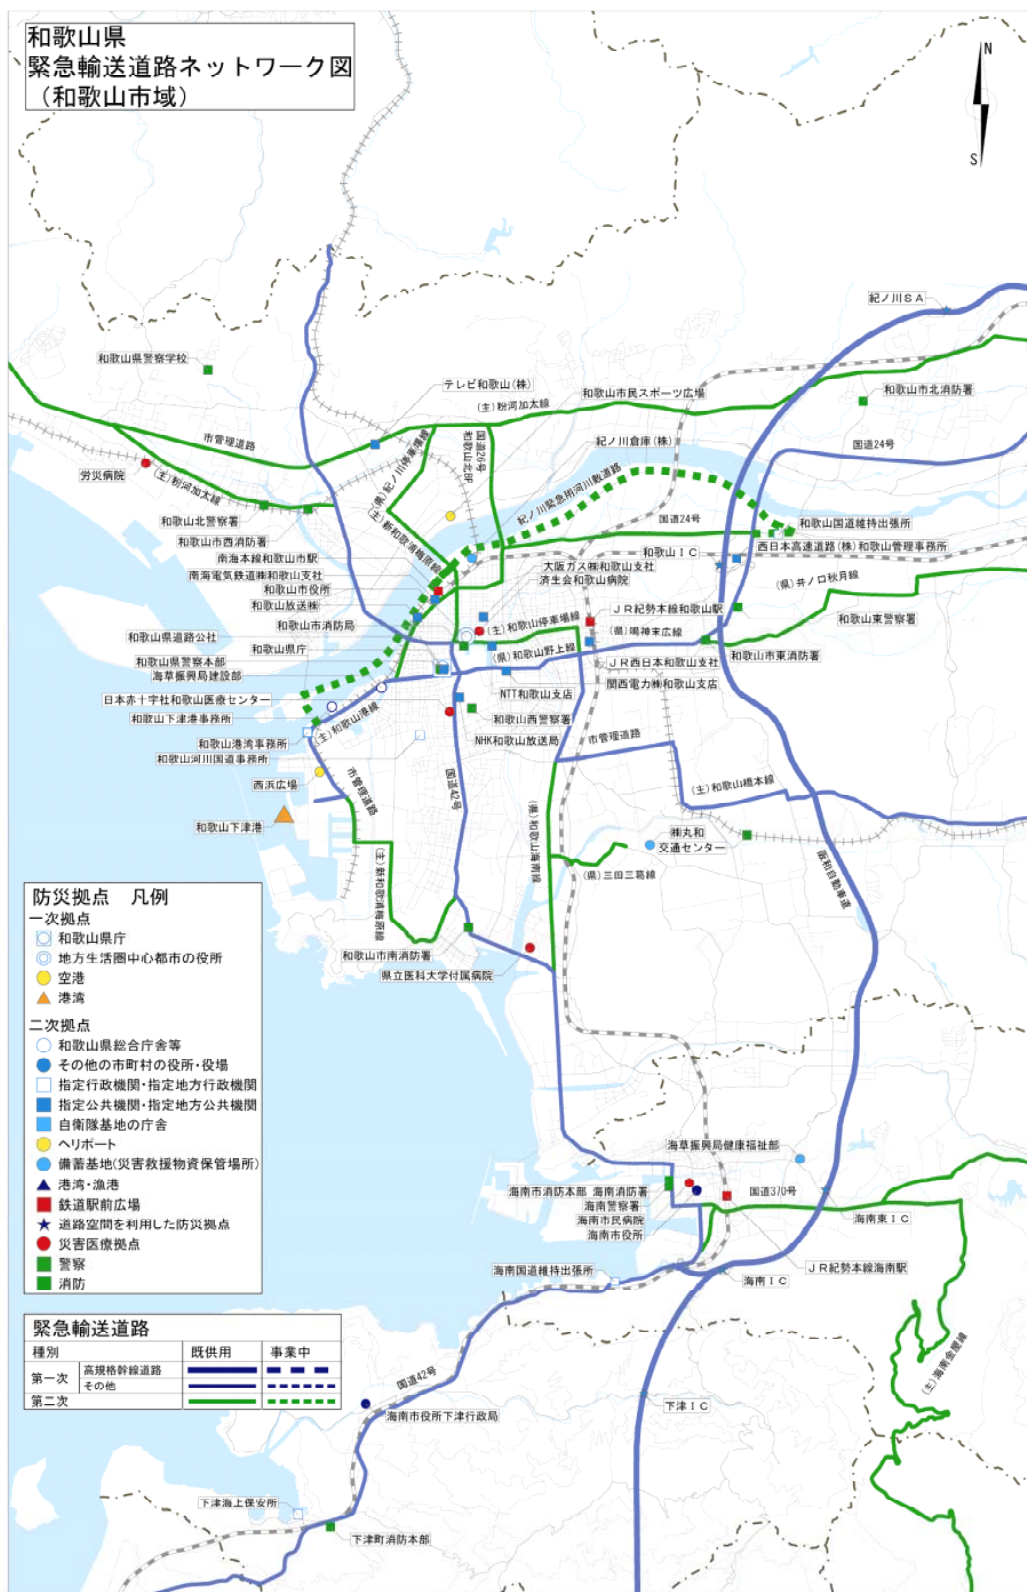 和歌山県
緊急輸送道路ネットワーク図
（和歌山市域）
N
S
紀ノ川ＳＡ
和歌山県警察学校
テレビ和歌山(株)
和歌山市民スポーツ広場
和歌山市北消防署
(主)粉河加太線
市管理道路
国道26号
和歌山北BP
紀ノ川倉庫(株)
国道24号
労災病院
(主)粉河加太線
(県)紀ノ川停車場線
紀ノ川緊急用河川敷道路
(主)新和歌浦梅原線
国道24号
和歌山北警察署
和歌山国道維持出張所
和歌山市西消防署
和歌山ＩＣ
西日本高速道路(株)和歌山管理事務所
南海本線和歌山市駅
大阪ガス㈱和歌山支社
南海電気鉄道㈱和歌山支社
済生会和歌山病院
(県)井ノ口秋月線
和歌山市役所
和歌山放送㈱
ＪＲ紀勢本線和歌山駅
和歌山市消防局
(主)和歌山停車場線
(県)鳴神末広線
和歌山東警察署
和歌山県道路公社
和歌山県庁
(県)和歌山野上線
和歌山市東消防署
和歌山県警察本部
ＪＲ西日本和歌山支社
海草振興局建設部
関西電力㈱和歌山支店
日本赤十字社和歌山医療センター
NTT和歌山支店
和歌山下津港事務所
和歌山西警察署
(主)和歌山港線
和歌山港湾事務所
NHK和歌山放送局
市管理道路
和歌山河川国道事務所
西浜広場
市管理道路
国道42号
(主)和歌山橋本線
和歌山下津港
(県)和歌山海南線
㈱丸和
交通センター
(主)新和歌浦梅原線
(県)三田三葛線
阪和自動車道
和歌山市南消防署
県立医科大学付属病院
防災拠点　凡例
一次拠点
和歌山県庁
地方生活圏中心都市の役所
空港
港湾
二次拠点
和歌山県総合庁舎等
その他の市町村の役所・役場
指定行政機関・指定地方行政機関
指定公共機関・指定地方公共機関
自衛隊基地の庁舎
ヘリポート
備蓄基地(災害救援物資保管場所)
港湾・漁港
鉄道駅前広場
道路空間を利用した防災拠点
災害医療拠点
警察
消防
海草振興局健康福祉部
海南市消防本部 海南消防署
国道370号
海南警察署
海南市民病院
海南市役所
海南東ＩＣ
海南国道維持出張所
海南ＩＣ
ＪＲ紀勢本線海南駅
緊急輸送道路
種別
既供用
事業中
第一次
高規格幹線道路
その他
第二次
国道42号
(主)海南金屋線
海南市役所下津行政局
下津ＩＣ
下津海上保安所
下津町消防本部